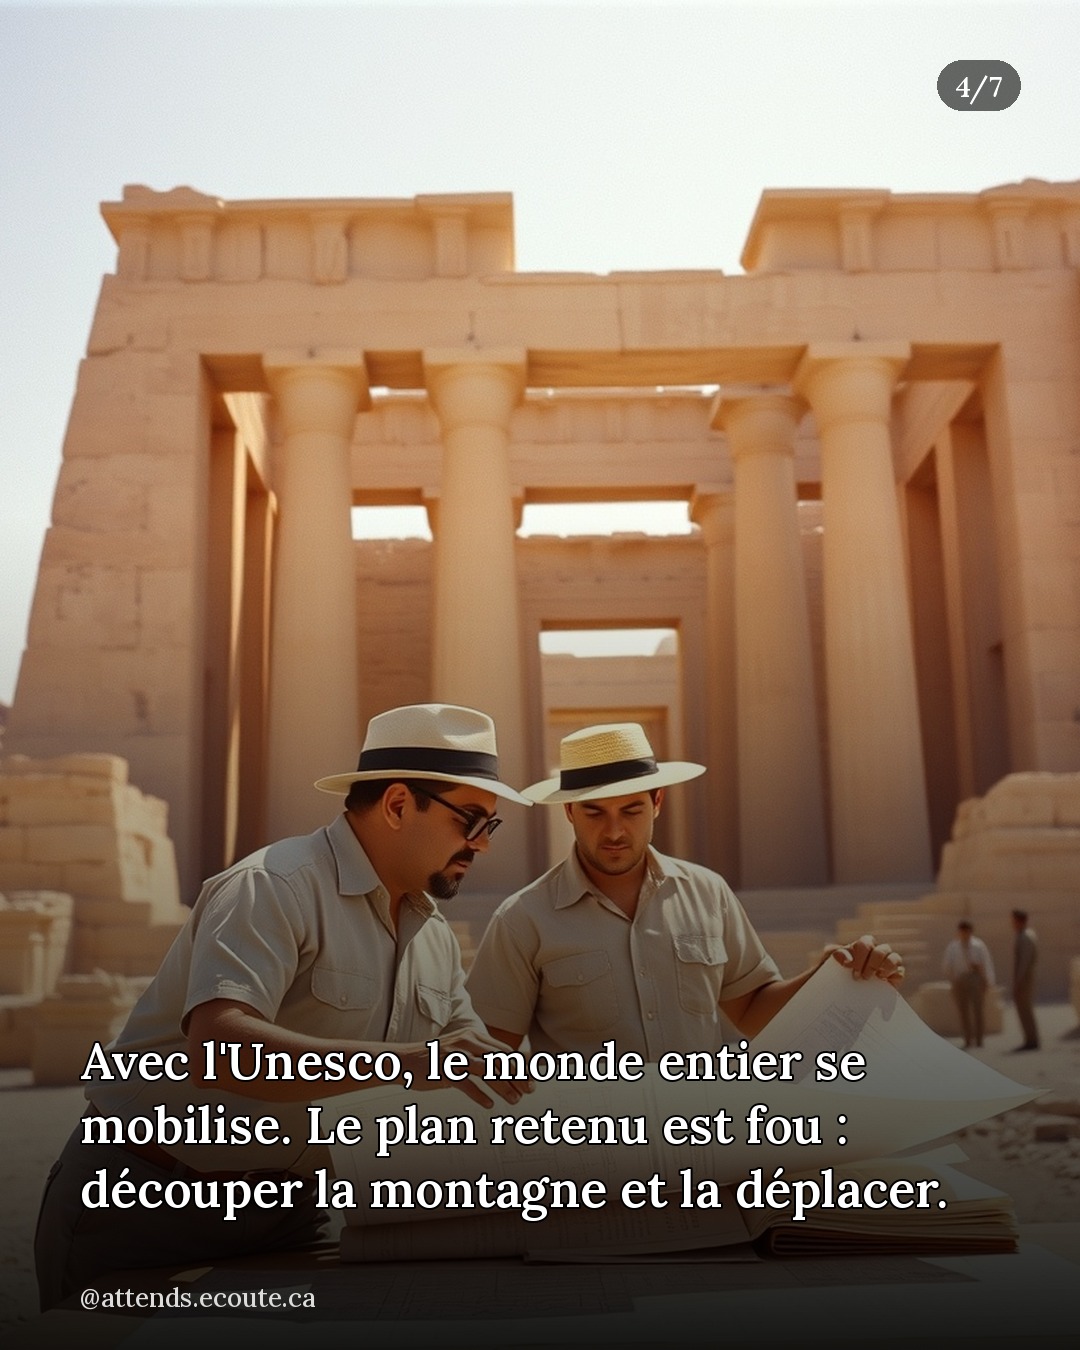 4/7
Avec l'Unesco, le monde entier se
mobilise. Le plan retenu est fou :
découper la montagne et la déplacer.
@attends.ecoute.ca